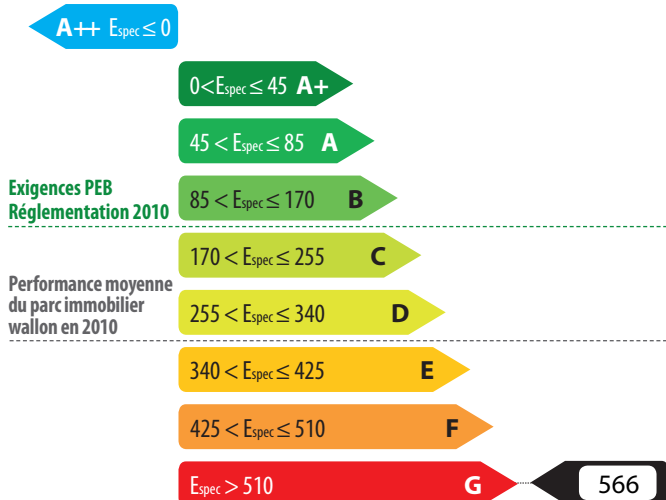 A++ Espec ≤ 0
0<Espec ≤ 45 A+
45 < Espec ≤ 85 A
Exigences PEB
Réglementation 2010
85 < Espec ≤ 170 B
170 < Espec ≤ 255 C
Performance moyenne
du parc immobilier
wallon en 2010
255 < Espec ≤ 340 D
340 < Espec ≤ 425 E
425 < Espec ≤ 510 F
Espec > 510 G
566